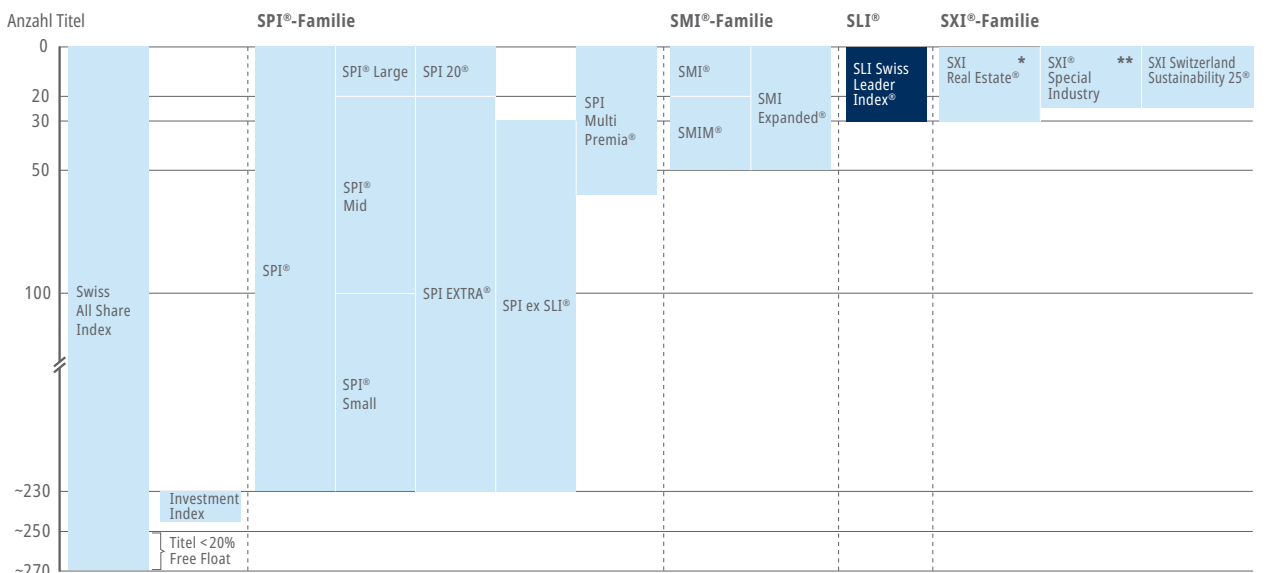 Anzahl Titel
SPI®-Familie
SMI®-Familie
SLI®
SXI®-Familie
0
20
30
50
100
~230
~250
~270
Swiss
All Share
Index
Investment
Index
Titel <20%
Free Float
SPI®
SPI® Large
SPI®
Mid
SPI®
Small
SPI 20®
SPI EXTRA®
SPI ex SLI®
SPI
Multi
Premia®
SMI®
SMIM®
SMI
Expanded®
SLI Swiss
Leader
Index®
SXI *
Real Estate®
SXI® **
Special
Industry
SXI Switzerland
Sustainability 25®